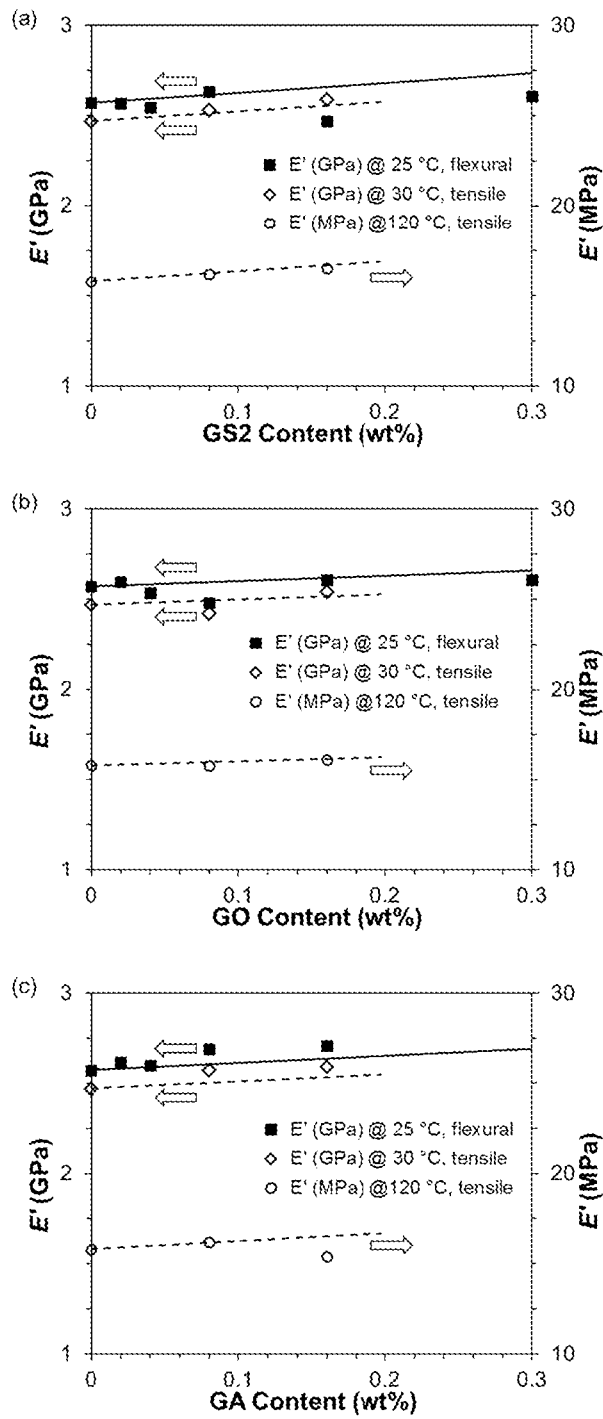 (a)
3
30
2
20
1
10
E' (GPa)
E' (MPa)
■ E' (GPa) @ 25 °C, flexural
◇ E' (GPa) @ 30 °C, tensile
○ E' (MPa) @120 °C, tensile
0
0.1
0.2
0.3
GS2 Content (wt%)
(b)
3
30
2
20
1
10
E' (GPa)
E' (MPa)
■ E' (GPa) @ 25 °C, flexural
◇ E' (GPa) @ 30 °C, tensile
○ E' (MPa) @120 °C, tensile
0
0.1
0.2
0.3
GO Content (wt%)
(c)
3
30
2
20
1
10
E' (GPa)
E' (MPa)
■ E' (GPa) @ 25 °C, flexural
◇ E' (GPa) @ 30 °C, tensile
○ E' (MPa) @120 °C, tensile
0
0.1
0.2
0.3
GA Content (wt%)